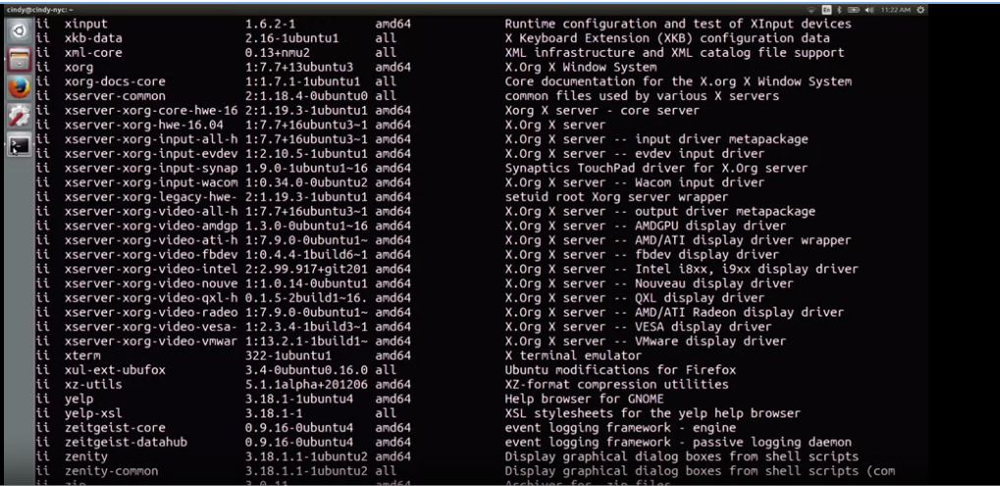 cindy@cindy-nyc: ~ En 11:22 AM
ii xinput 1.6.2-1 amd64 Runtime configuration and test of XInput devices
ii xkb-data 2.16-1ubuntu1 all X Keyboard Extension (XKB) configuration data
ii xml-core 0.13+nmu2 all XML infrastructure and XML catalog file support
ii xorg 1:7.7+13ubuntu3 amd64 X.Org X Window System
ii xorg-docs-core 1:1.7.1-1ubuntu1 all Core documentation for the X.org X Window System
ii xserver-common 2:1.18.4-0ubuntu0 all common files used by various X servers
ii xserver-xorg-core-hwe-16 2:1.19.3-1ubuntu1 amd64 Xorg X server - core server
ii xserver-xorg-hwe-16.04 1:7.7+16ubuntu3~1 amd64 X.Org X server
ii xserver-xorg-input-all-h 1:7.7+16ubuntu3~1 amd64 X.Org X server -- input driver metapackage
ii xserver-xorg-input-evdev 1:2.10.5-1ubuntu1 amd64 X.Org X server -- evdev input driver
ii xserver-xorg-input-synap 1.9.0-1ubuntu1~16 amd64 Synaptics TouchPad driver for X.Org server
ii xserver-xorg-input-wacom 1:0.34.0-0ubuntu2 amd64 X.Org X server -- Wacom input driver
ii xserver-xorg-legacy-hwe- 2:1.19.3-1ubuntu1 amd64 setuid root Xorg server wrapper
ii xserver-xorg-video-all-h 1:7.7+16ubuntu3~1 amd64 X.Org X server -- output driver metapackage
ii xserver-xorg-video-amdgp 1.3.0-0ubuntu1~16 amd64 X.Org X server -- AMDGPU display driver
ii xserver-xorg-video-ati-h 1:7.9.0-0ubuntu1~ amd64 X.Org X server -- AMD/ATI display driver wrapper
ii xserver-xorg-video-fbdev 1:0.4.4-1build6~1 amd64 X.Org X server -- fbdev display driver
ii xserver-xorg-video-intel 2:2.99.917+git201 amd64 X.Org X server -- Intel i8xx, i9xx display driver
ii xserver-xorg-video-nouve 1:1.0.14-0ubuntu1 amd64 X.Org X server -- Nouveau display driver
ii xserver-xorg-video-qxl-h 0.1.5-2build1~16. amd64 X.Org X server -- QXL display driver
ii xserver-xorg-video-radeo 1:7.9.0-0ubuntu1~ amd64 X.Org X server -- AMD/ATI Radeon display driver
ii xserver-xorg-video-vesa- 1:2.3.4-1build3~1 amd64 X.Org X server -- VESA display driver
ii xserver-xorg-video-vmwar 1:13.2.1-1build1~ amd64 X.Org X server -- VMware display driver
ii xterm 322-1ubuntu1 amd64 X terminal emulator
ii xul-ext-ubufox 3.4-0ubuntu0.16.0 all Ubuntu modifications for Firefox
ii xz-utils 5.1.1alpha+201206 amd64 XZ-format compression utilities
ii yelp 3.18.1-1ubuntu4 amd64 Help browser for GNOME
ii yelp-xsl 3.18.1-1 all XSL stylesheets for the yelp help browser
ii zeitgeist-core 0.9.16-0ubuntu4 amd64 event logging framework - engine
ii zeitgeist-datahub 0.9.16-0ubuntu4 amd64 event logging framework - passive logging daemon
ii zenity 3.18.1.1-1ubuntu2 amd64 Display graphical dialog boxes from shell scripts
ii zenity-common 3.18.1.1-1ubuntu2 all Display graphical dialog boxes from shell scripts (com
ii zip 3.0-11 amd64 Archiver for .zip files